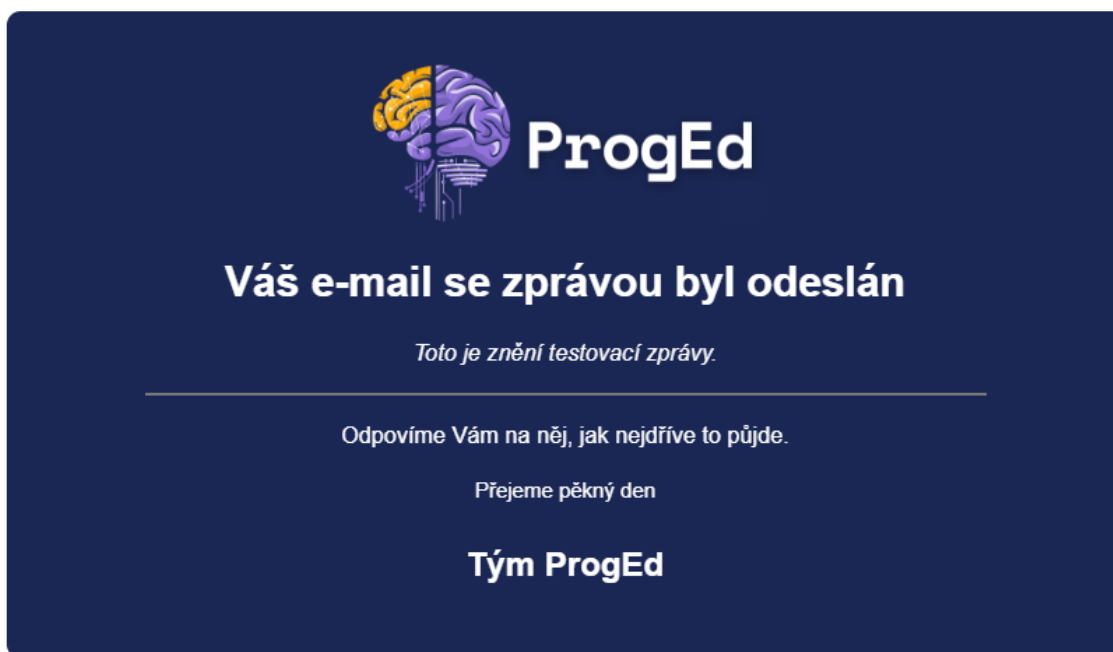 ProgEd
Váš e-mail se zprávou byl odeslán
Toto je znění testovací zprávy.
Odpovíme Vám na něj, jak nejdříve to půjde.
Přejeme pěkný den
Tým ProgEd